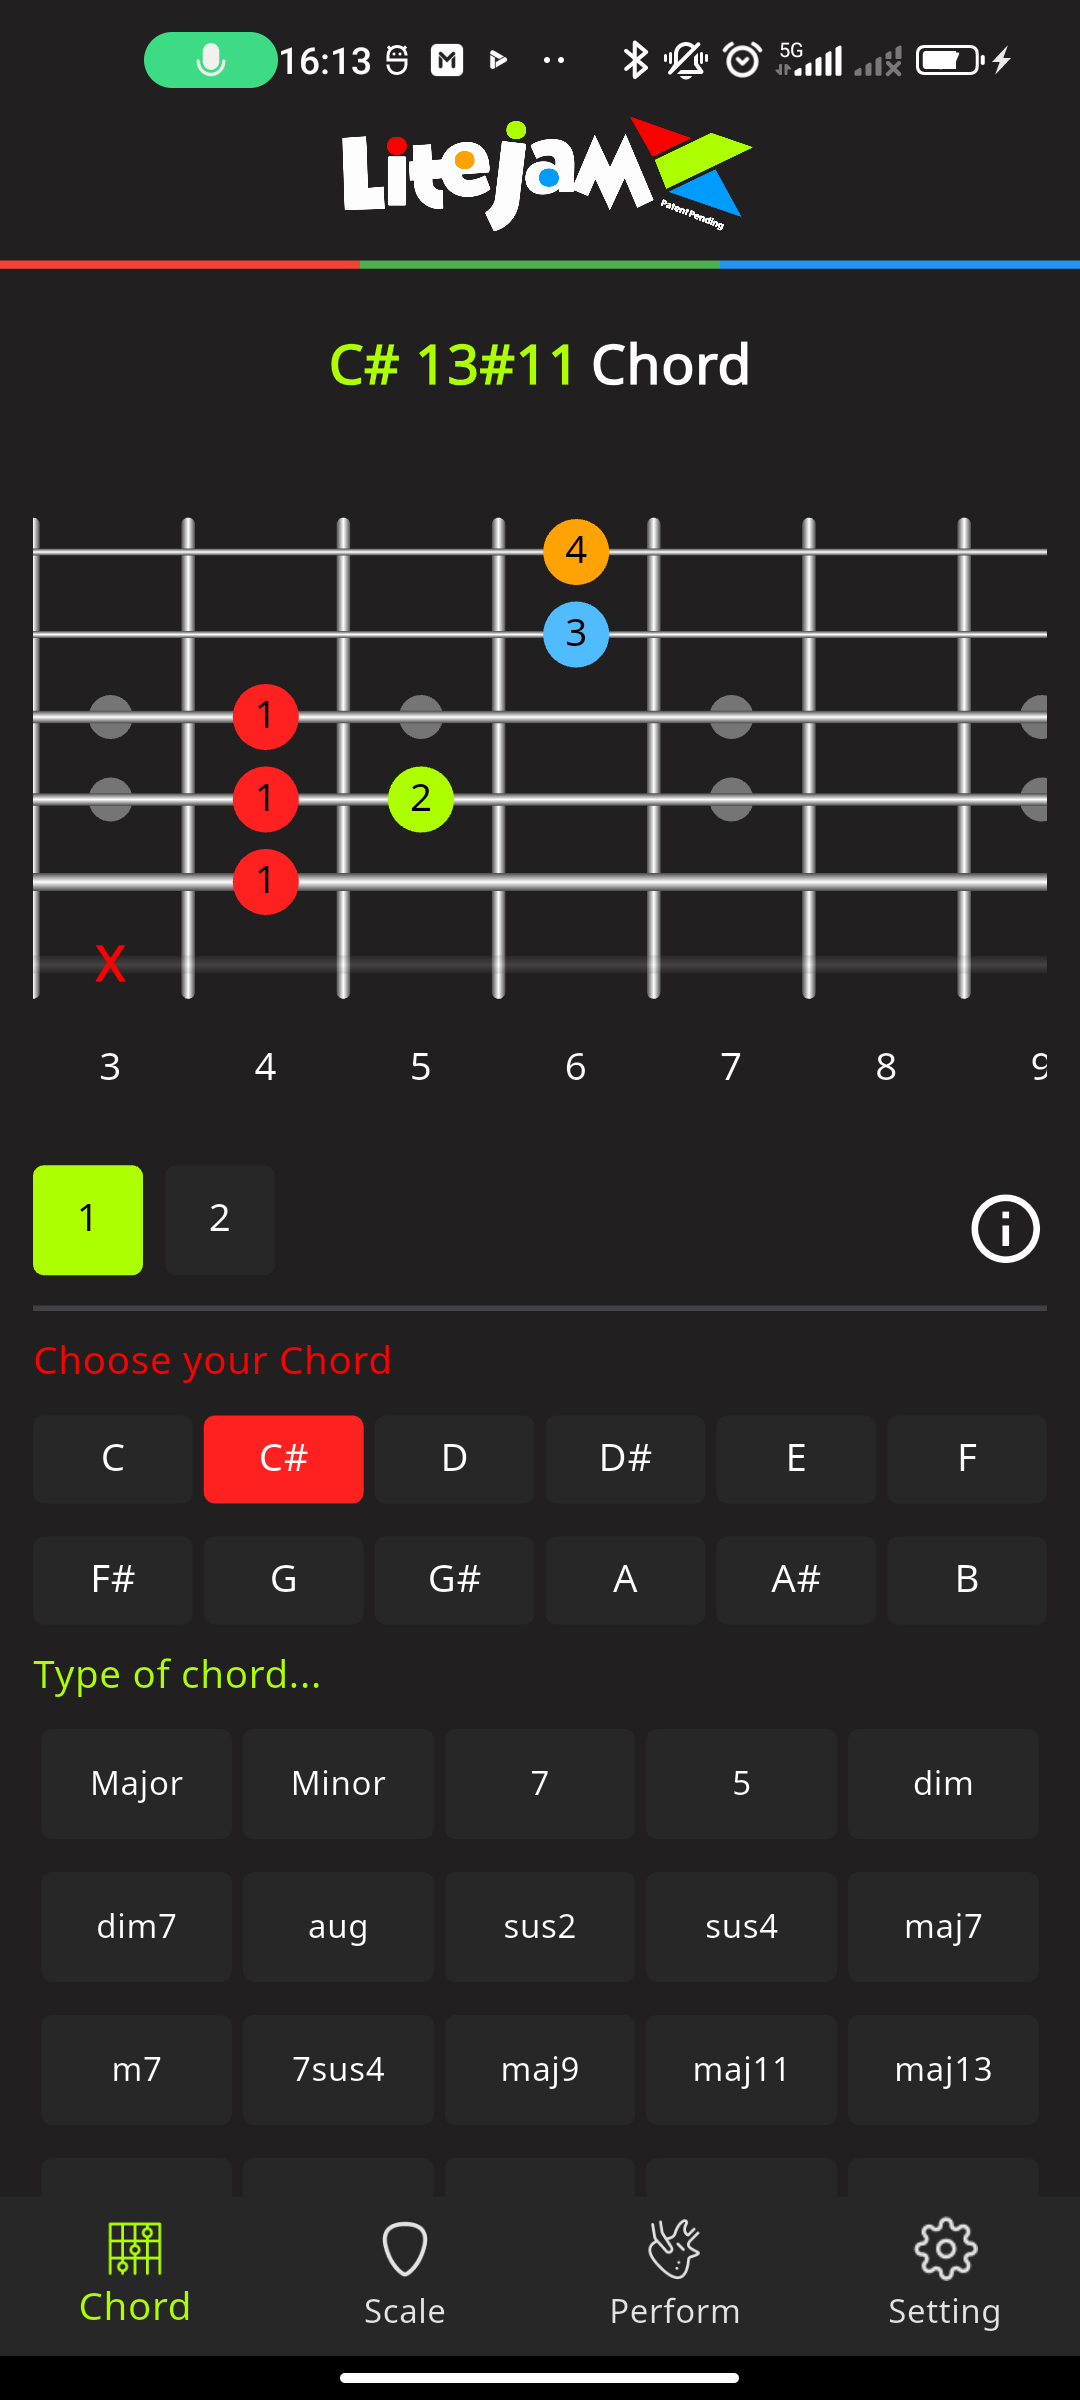 16:13 5G
LiteJam
Patent Pending
C# 13#11 Chord
4
3
1
1 2
1
X
3 4 5 6 7 8 9
1 2
Choose your Chord
C C# D D# E F
F# G G# A A# B
Type of chord...
Major Minor 7 5 dim
dim7 aug sus2 sus4 maj7
m7 7sus4 maj9 maj11 maj13
Chord Scale Perform Setting